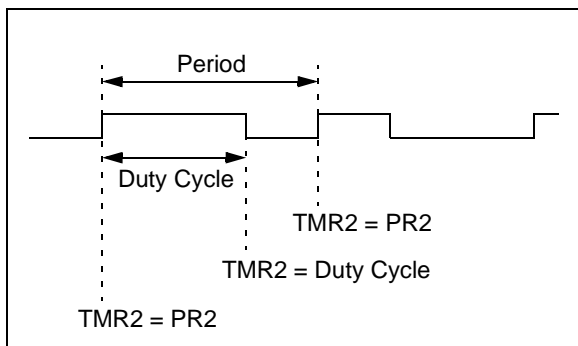 Period
Duty Cycle
TMR2 = PR2
TMR2 = Duty Cycle
TMR2 = PR2